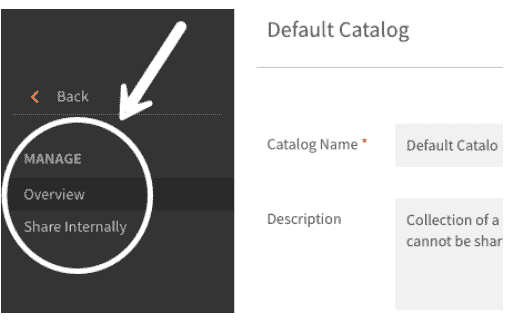 Default Catalog
Back
MANAGE
Overview
Share Internally
Catalog Name *
Default Catalo
Description
Collection of a
cannot be shar